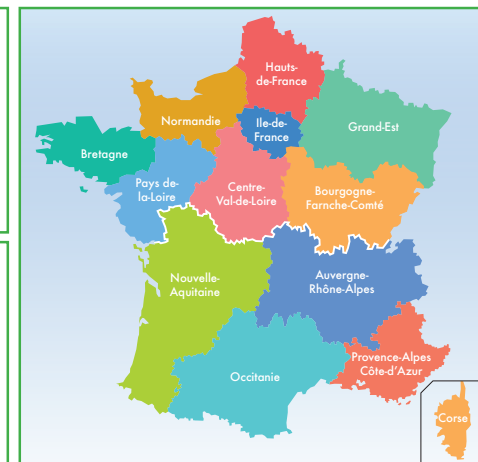 Hauts-
de-France
Normandie
Ile-de-
France
Grand-Est
Bretagne
Pays de-
la-Loire
Centre-
Val-de-Loire
Bourgogne-
Farnche-Comté
Nouvelle-
Aquitaine
Auvergne-
Rhône-Alpes
Provence-Alpes
Côte-d'Azur
Occitanie
Corse